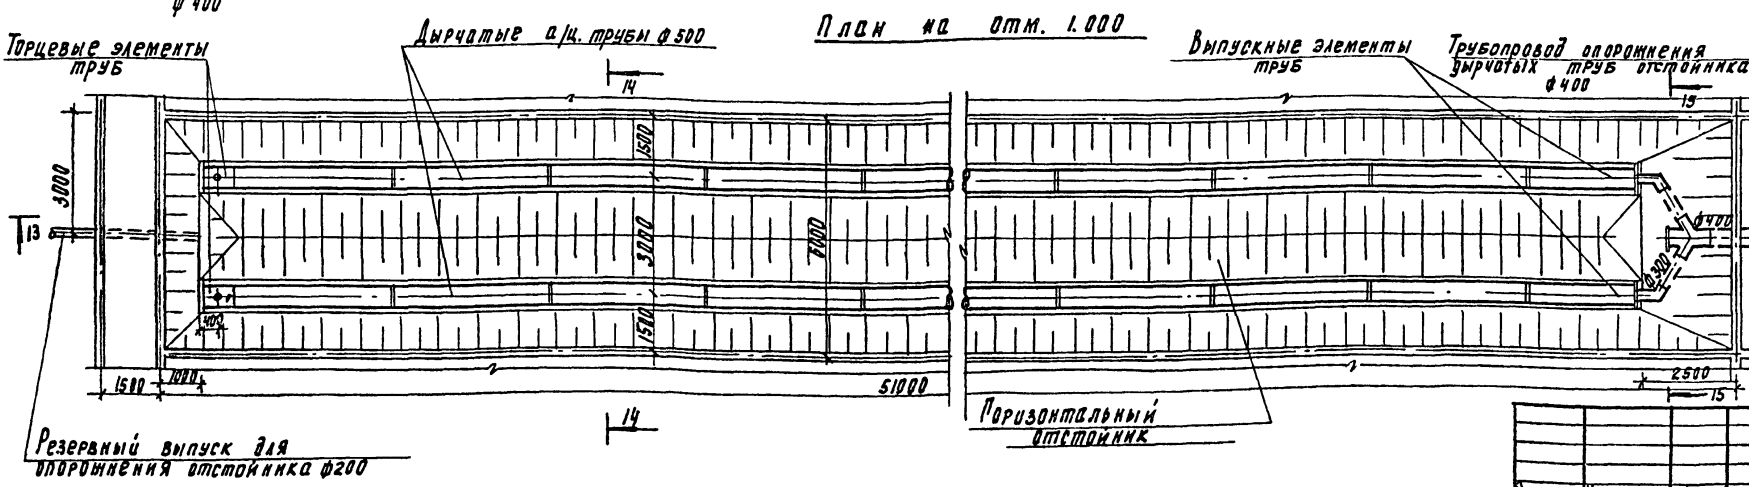 ф 400
План на отм. 1.000
Торцевые элементы
труб
Дырчатые а/ц. трубы ф 500
Выпускные элементы
труб
Трубопровод опорожнения
дырчатых труб отстойника
ф 400
14
15
1500
3000
3000
6000
13
ф400
ф300
400
1500
1500
1000
51000
2500
15
14
Горизонтальный
отстойник
Резервный выпуск для
опорожнения отстойника ф200